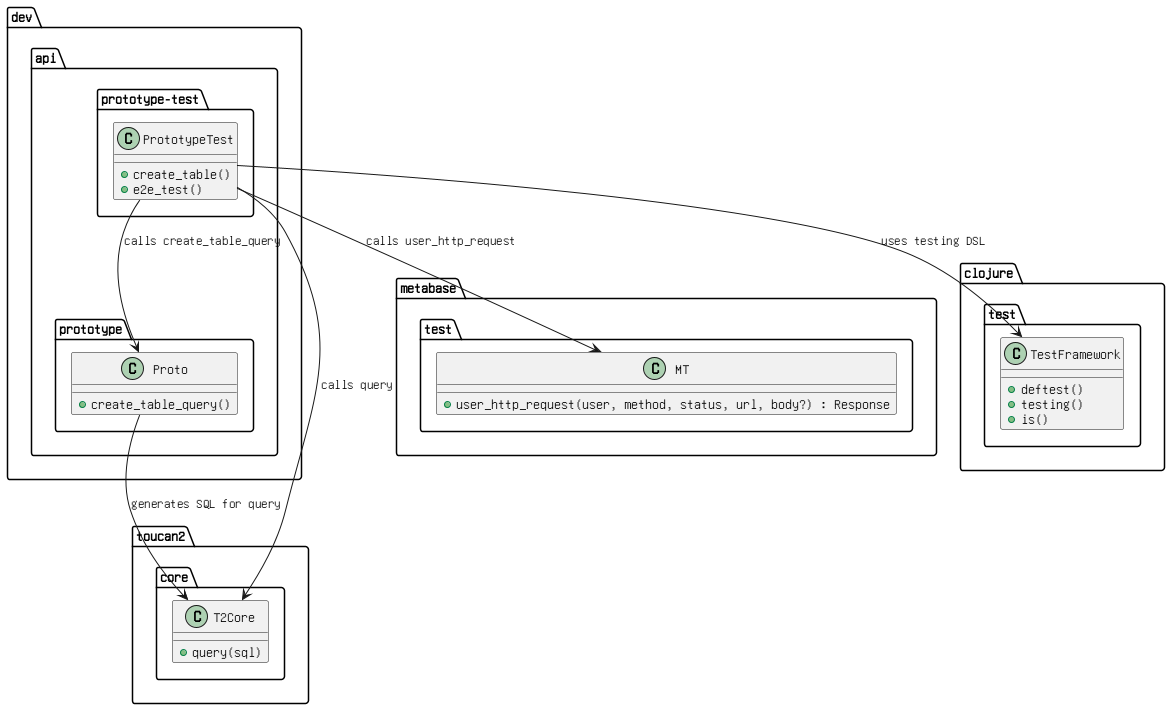 dev
api
prototype-test
C PrototypeTest
create_table()
e2e_test()
calls create_table_query
calls user_http_request
uses testing DSL
prototype
C Proto
create_table_query()
metabase
test
C MT
user_http_request(user, method, status, url, body?) : Response
clojure
test
C TestFramework
deftest()
testing()
is()
calls query
generates SQL for query
toucan2
core
C T2Core
query(sql)